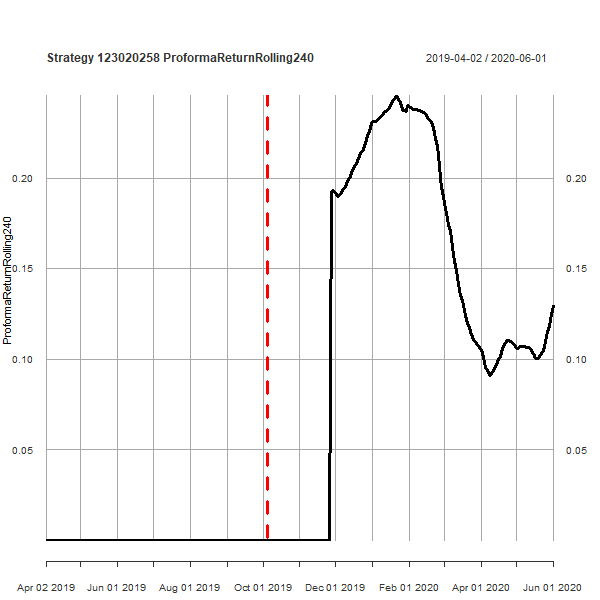 Strategy 123020258 ProformaReturnRolling240
2019-04-02 / 2020-06-01
ProformaReturnRolling240
0.20
0.20
0.15
0.15
0.10
0.10
0.05
0.05
Apr 02 2019
Jun 01 2019
Aug 01 2019
Oct 01 2019
Dec 01 2019
Feb 01 2020
Apr 01 2020
Jun 01 2020